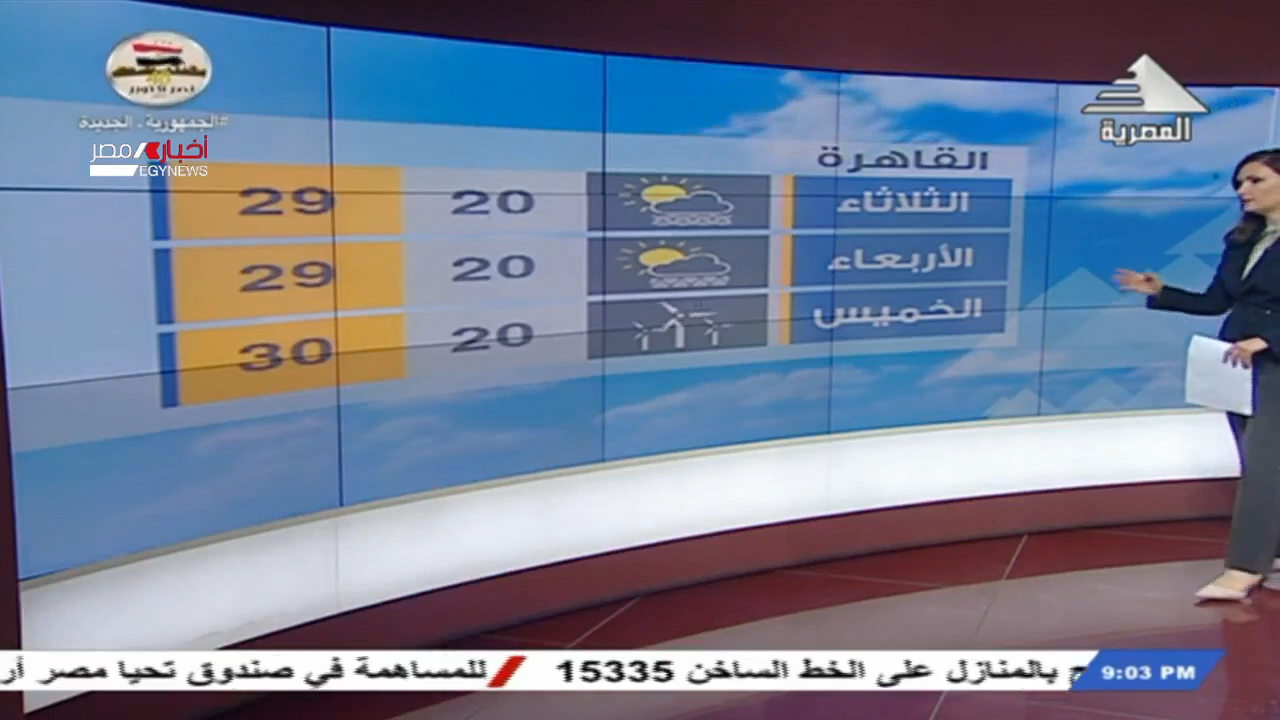 #الجمهورية_الجديدة
أخبار مصر
EGYNEWS
المصرية
القاهرة
الثلاثاء 20 29
الأربعاء 20 29
الخميس 20 30
بالمنازل على الخط الساخن 15335 للمساهمة في صندوق تحيا مصر
9:03 PM